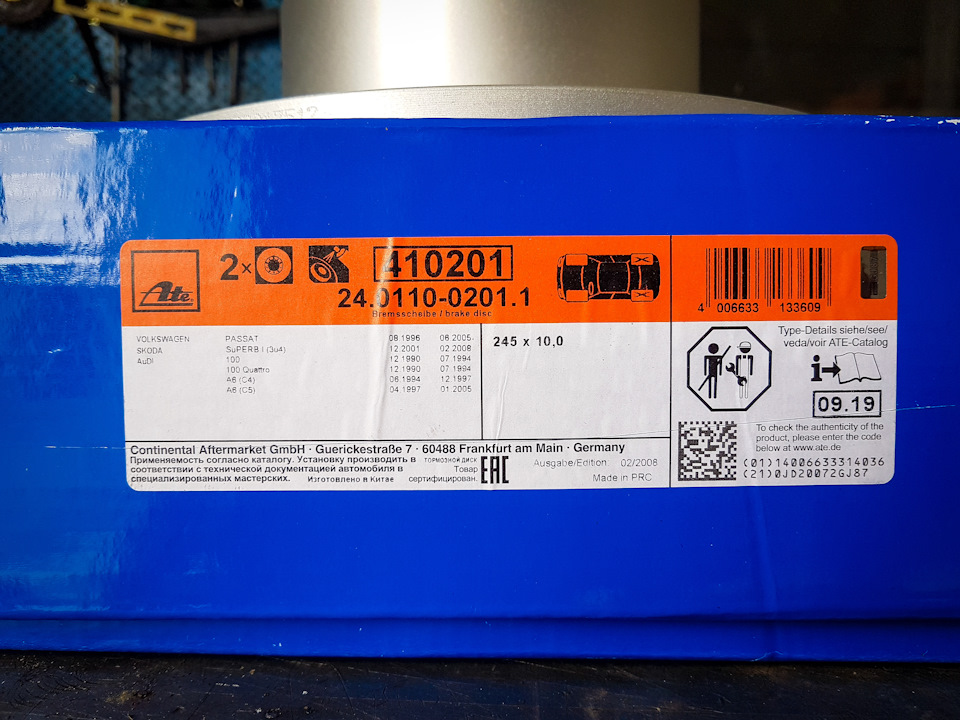 Ate
2x
410201
24.0110-0201.1
Bremsscheibe / brake disc
4 006633 133609
VOLKSWAGEN PASSAT 08.1996 08.2005
SKODA SuPERB I (3u4) 12.2001 02.2008
AuDI 100 12.1990 07.1994
100 Quattro 12.1990 07.1994
A6 (C4) 06.1994 12.1997
A6 (C5) 04.1997 01.2005
245 x 10,0
Type-Details siehe/see/
veda/voir ATE-Catalog
i
09.19
To check the authenticity of the
product, please enter the code
below at www.ate.de
(01)14006633314036
(21)0JD20072GJ87
Continental Aftermarket GmbH · Guerickestraße 7 · 60488 Frankfurt am Main · Germany
Применяемость согласно каталогу. Установку производить в
соответствии с технической документацией автомобиля в
специализированных мастерских. Изготовлено в Китае
ТОРМОЗНОЙ ДИСК
Товар
сертифицирован.
EAC
Ausgabe/Edition: 02/2008
Made in PRC